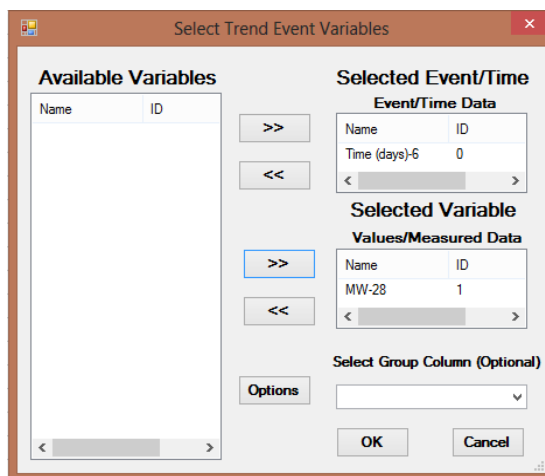 Select Trend Event Variables
Available Variables
Name ID
Selected Event/Time
Event/Time Data
Name ID
Time (days)-6 0
>>
<<
Selected Variable
Values/Measured Data
Name ID
MW-28 1
>>
<<
Select Group Column (Optional)
Options
OK Cancel